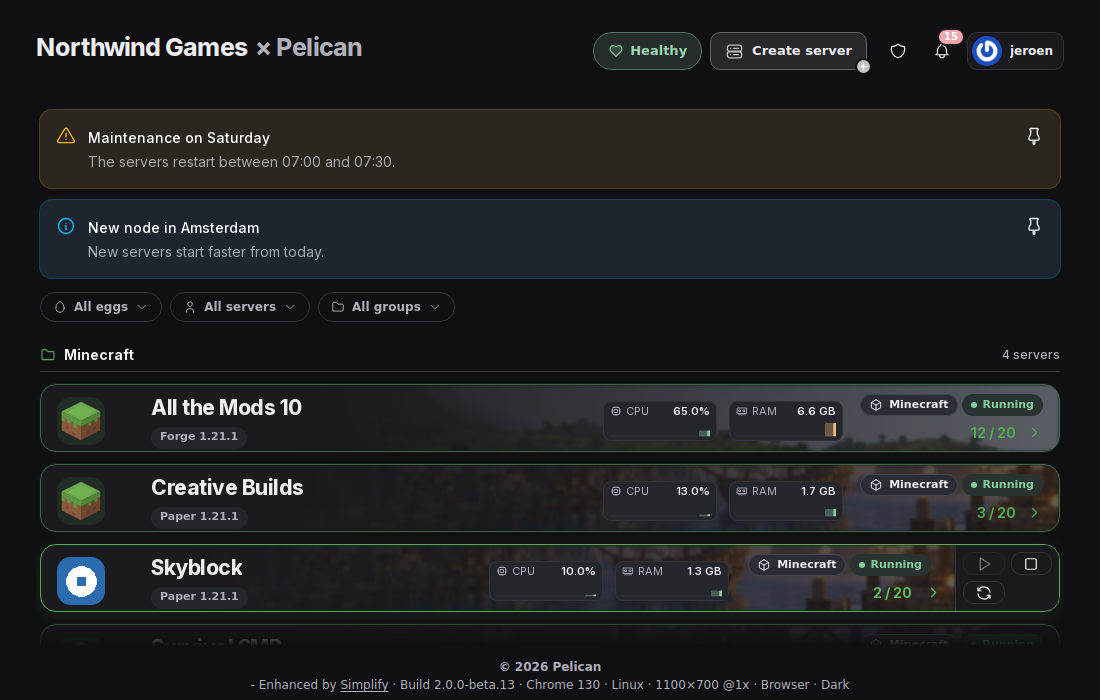 Northwind Games × Pelican
Healthy
Create server
15
jeroen
Maintenance on Saturday
The servers restart between 07:00 and 07:30.
New node in Amsterdam
New servers start faster from today.
All eggs
All servers
All groups
Minecraft
4 servers
All the Mods 10
Forge 1.21.1
CPU 65.0%
RAM 6.6 GB
Minecraft
Running
12 / 20
Creative Builds
Paper 1.21.1
CPU 13.0%
RAM 1.7 GB
Minecraft
Running
3 / 20
Skyblock
Paper 1.21.1
CPU 10.0%
RAM 1.3 GB
Minecraft
Running
2 / 20
Survival SMP
Minecraft
Running
© 2026 Pelican
- Enhanced by Simplify · Build 2.0.0-beta.13 · Chrome 130 · Linux · 1100×700 @1x · Browser · Dark